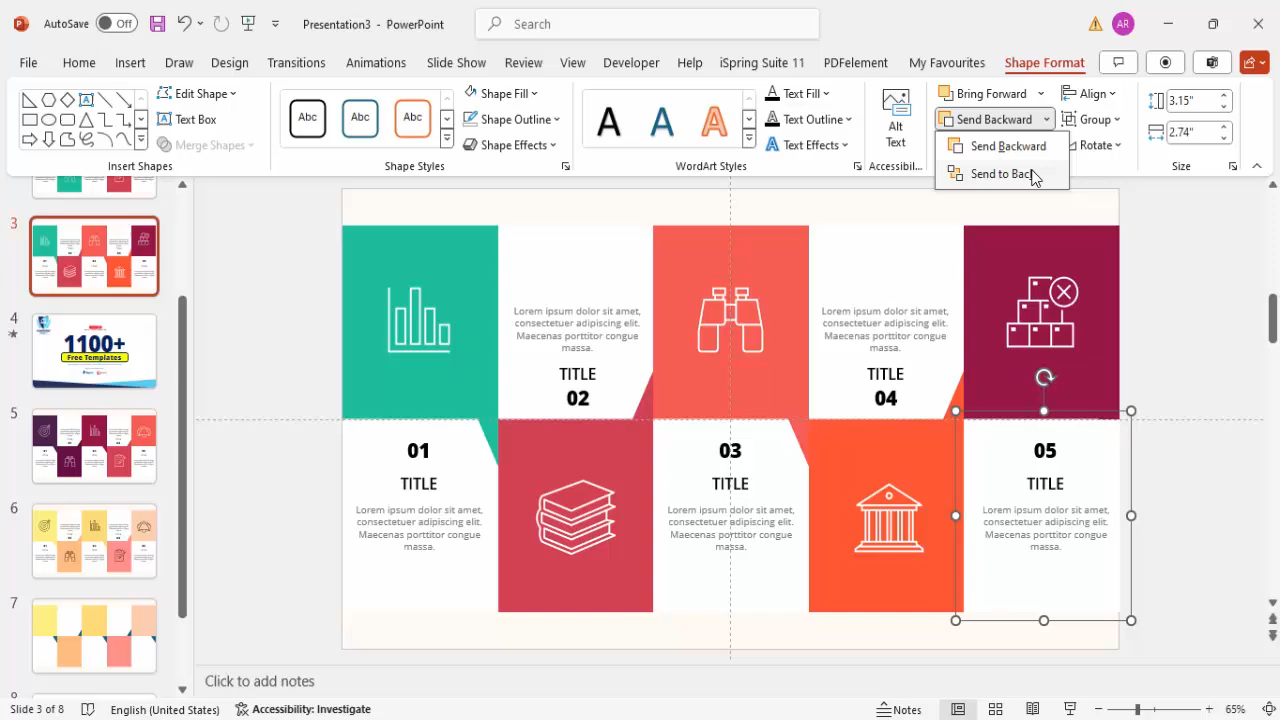 AutoSave Off Presentation3 - PowerPoint Search AR
File Home Insert Draw Design Transitions Animations Slide Show Review View Developer Help iSpring Suite 11 PDFelement My Favourites Shape Format
Edit Shape
Text Box
Merge Shapes
Insert Shapes
Abc Abc Abc
Shape Fill
Shape Outline
Shape Effects
Shape Styles
A A A
Text Fill
Text Outline
Text Effects
WordArt Styles
Alt
Text
Accessibil...
Bring Forward
Send Backward
Send Backward
Send to Back
Align
Group
Rotate
3.15"
2.74"
Size
3
4
1100+
Free Templates
5
6
7
8
Lorem ipsum dolor sit amet,
consectetuer adipiscing elit.
Maecenas porttitor congue
massa.
TITLE
02
Lorem ipsum dolor sit amet,
consectetuer adipiscing elit.
Maecenas porttitor congue
massa.
TITLE
04
01
TITLE
Lorem ipsum dolor sit amet,
consectetuer adipiscing elit.
Maecenas porttitor congue
massa.
03
TITLE
Lorem ipsum dolor sit amet,
consectetuer adipiscing elit.
Maecenas porttitor congue
massa.
05
TITLE
Lorem ipsum dolor sit amet,
consectetuer adipiscing elit.
Maecenas porttitor congue
massa.
Click to add notes
Slide 3 of 8 English (United States) Accessibility: Investigate Notes 65%